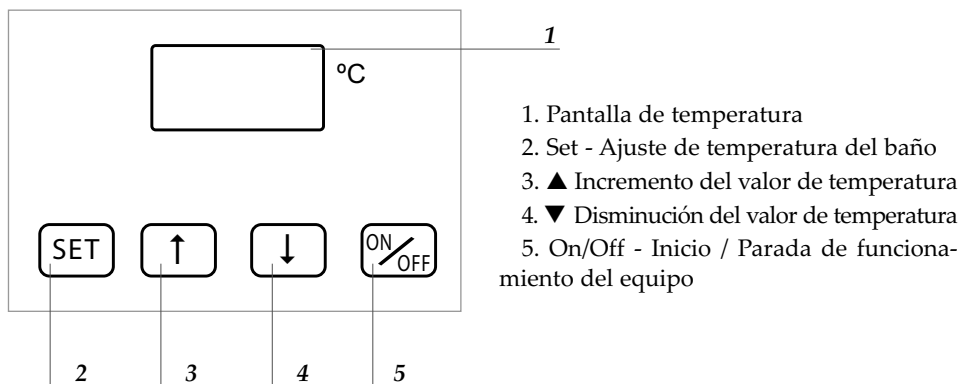 1
ºC
1. Pantalla de temperatura
2. Set - Ajuste de temperatura del baño
3. ▲ Incremento del valor de temperatura
4. ▼ Disminución del valor de temperatura
5. On/Off - Inicio / Parada de funciona-
miento del equipo
SET ↑ ↓ ON/OFF
2 3 4 5